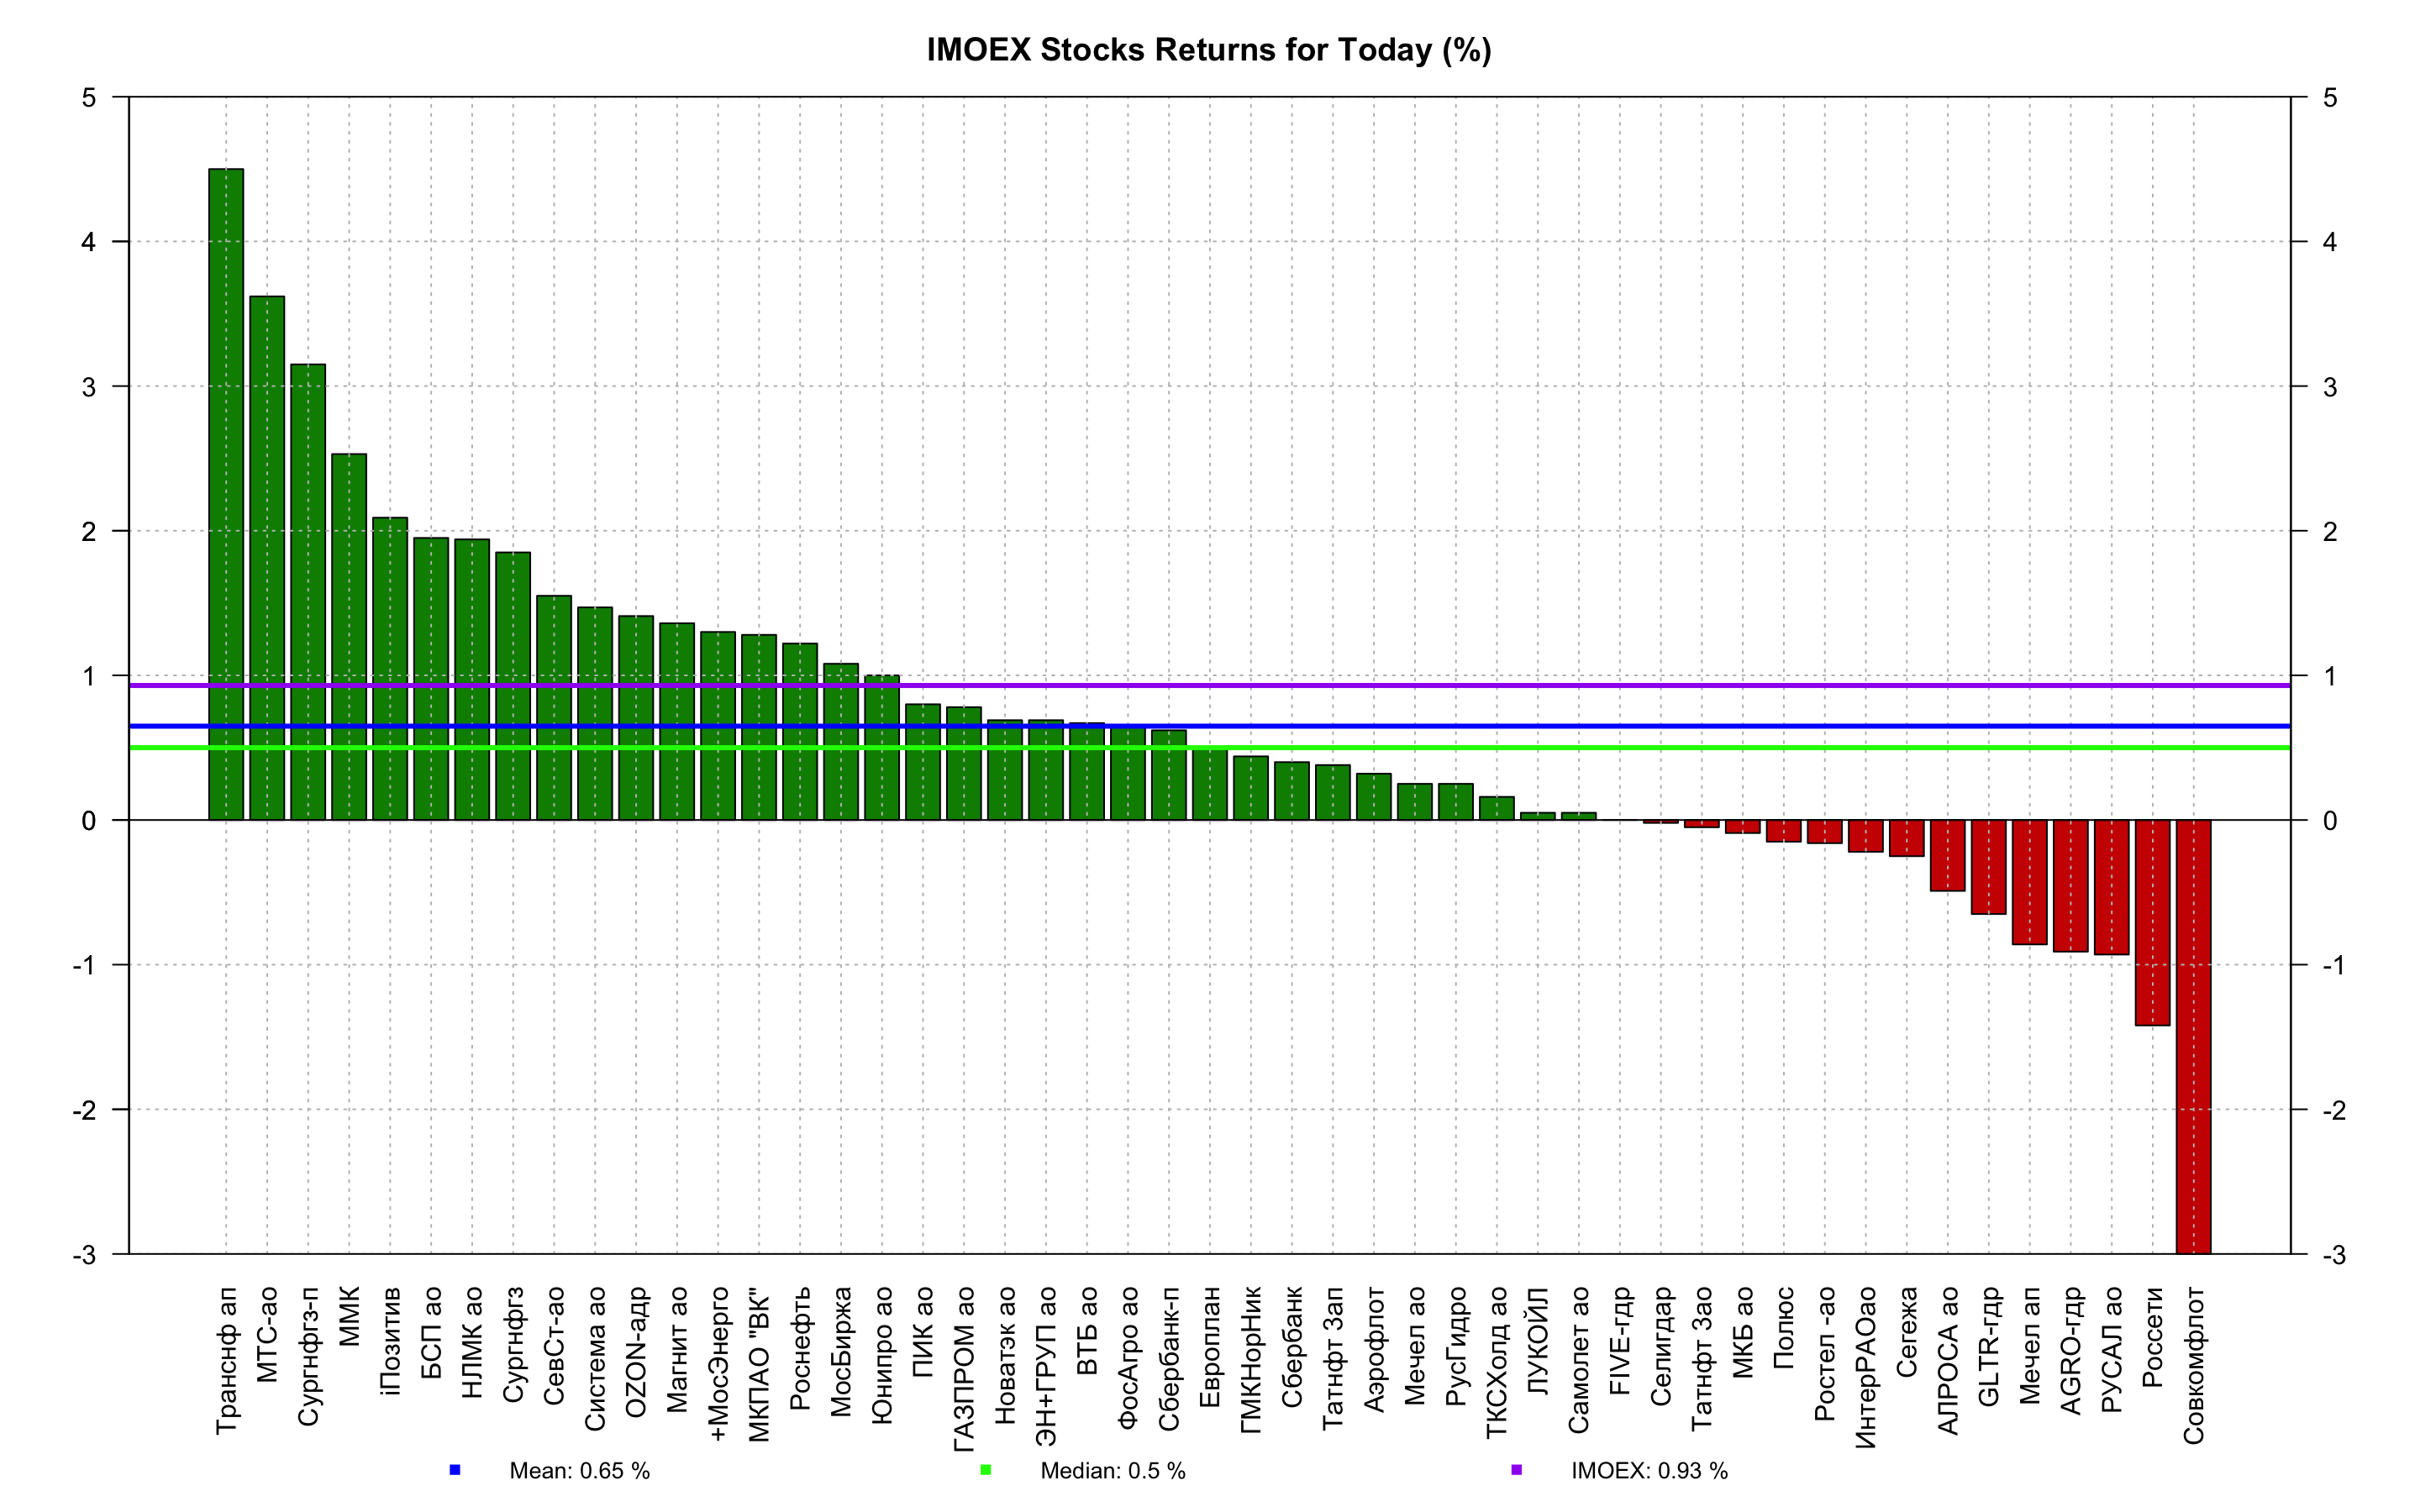 IMOEX Stocks Returns for Today (%)
5
4
3
2
1
0
-1
-2
-3
5
4
3
2
1
0
-1
-2
-3
Транснф ап
МТС-ао
Сургнфгз-п
ММК
iПозитив
БСП ао
НЛМК ао
Сургнфгз
СевСт-ао
Система ао
OZON-адр
Магнит ао
+МосЭнерго
МКПАО "ВК"
Роснефть
МосБиржа
Юнипро ао
ПИК ао
ГАЗПРОМ ао
Новатэк ао
ЭН+ГРУП ао
ВТБ ао
ФосАгро ао
Сбербанк-п
Европлан
ГМКНорНик
Сбербанк
Татнфт 3ап
Аэрофлот
Мечел ао
РусГидро
ТКСХолд ао
ЛУКОЙЛ
Самолет ао
FIVE-гдр
Селигдар
Татнфт 3ао
МКБ ао
Полюс
Ростел -ао
ИнтерРАОао
Сегежа
АЛРОСА ао
GLTR-гдр
Мечел ап
AGRO-гдр
РУСАЛ ао
Россети
Совкомфлот
Mean: 0.65 %
Median: 0.5 %
IMOEX: 0.93 %